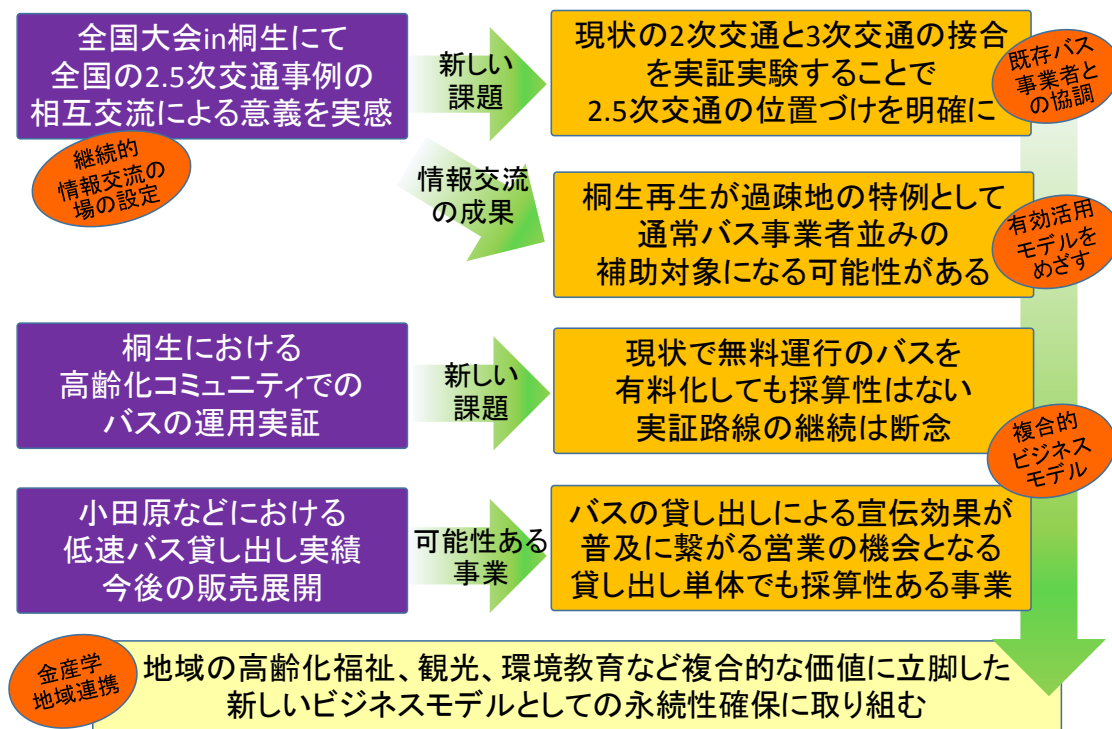 全国大会in桐生にて
全国の2.5次交通事例の
相互交流による意義を実感
新しい
課題
現状の2次交通と3次交通の接合
を実証実験することで
2.5次交通の位置づけを明確に
既存バス
事業者と
の協調
継続的
情報交流の
場の設定
情報交流
の成果
桐生再生が過疎地の特例として
通常バス事業者並みの
補助対象になる可能性がある
有効活用
モデルを
めざす
桐生における
高齢化コミュニティでの
バスの運用実証
新しい
課題
現状で無料運行のバスを
有料化しても採算性はない
実証路線の継続は断念
複合的
ビジネス
モデル
小田原などにおける
低速バス貸し出し実績
今後の販売展開
可能性ある
事業
バスの貸し出しによる宣伝効果が
普及に繋がる営業の機会となる
貸し出し単体でも採算性ある事業
金産学
地域連携
地域の高齢化福祉、観光、環境教育など複合的な価値に立脚した
新しいビジネスモデルとしての永続性確保に取り組む